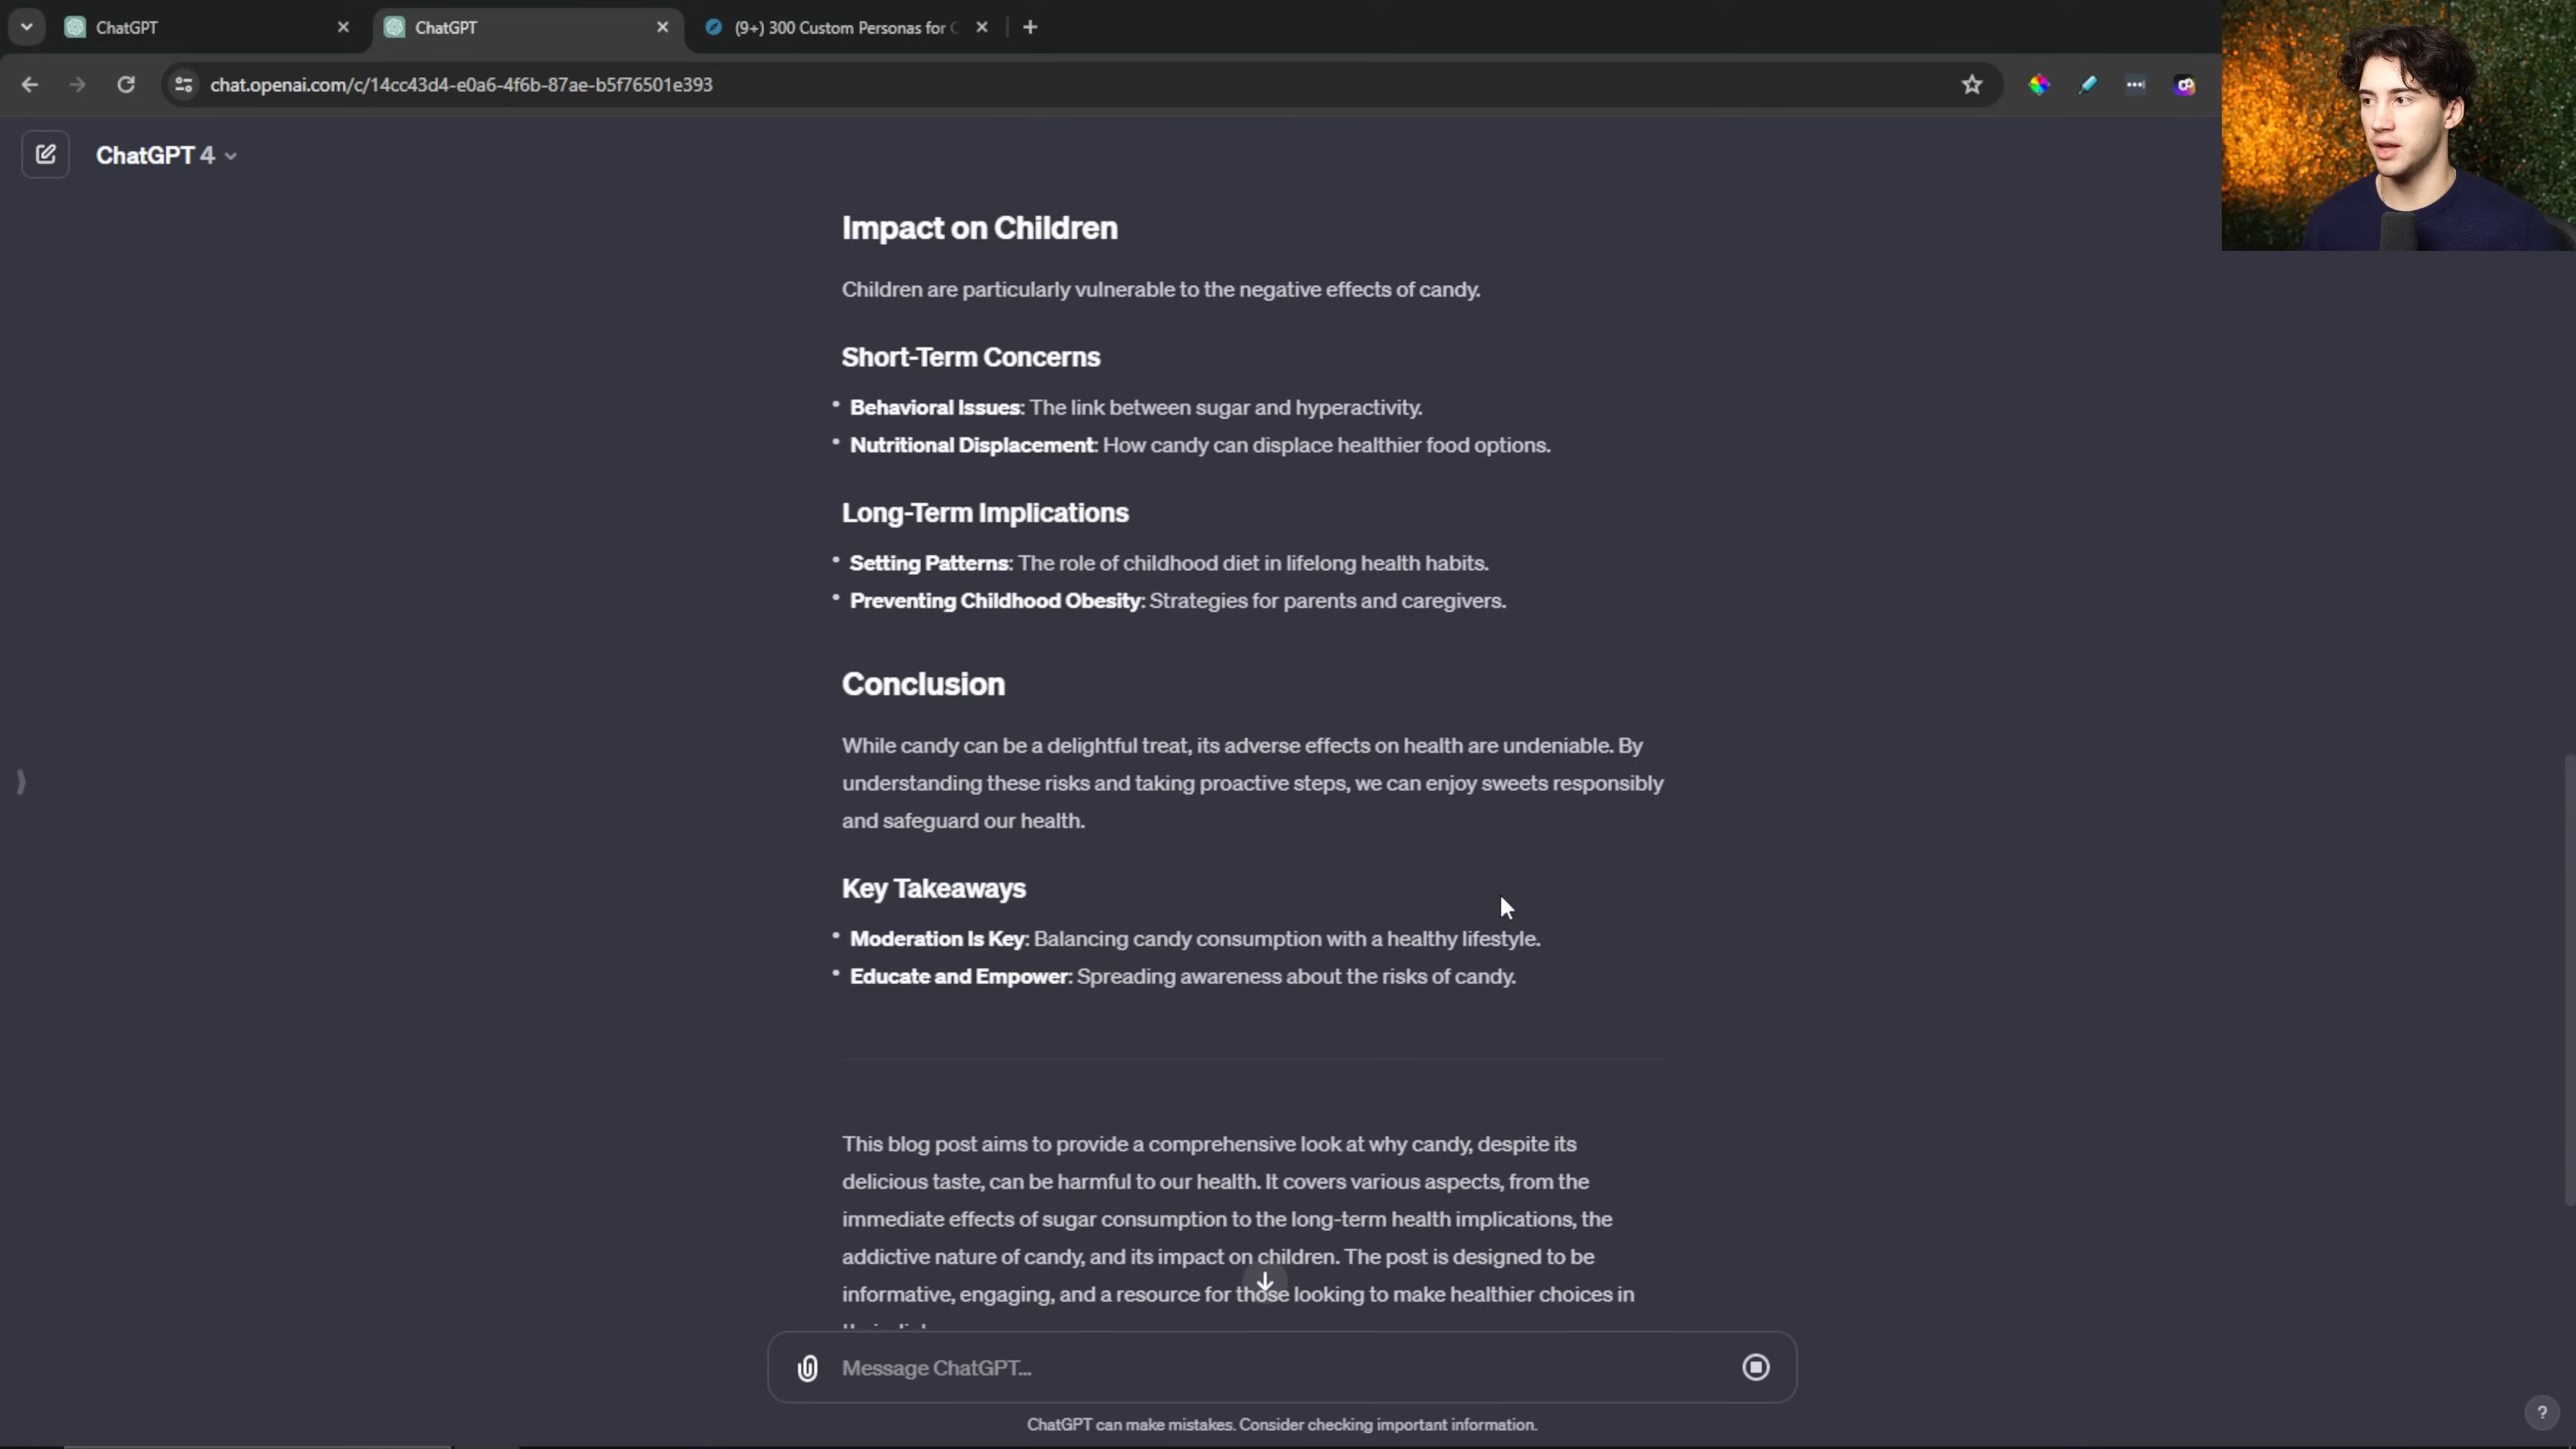 ChatGPT
ChatGPT
(9+) 300 Custom Personas for
chat.openai.com/c/14cc43d4-e0a6-4f6b-87ae-b5f76501e393
ChatGPT 4
Impact on Children
Children are particularly vulnerable to the negative effects of candy.
Short-Term Concerns
• Behavioral Issues: The link between sugar and hyperactivity.
• Nutritional Displacement: How candy can displace healthier food options.
Long-Term Implications
• Setting Patterns: The role of childhood diet in lifelong health habits.
• Preventing Childhood Obesity: Strategies for parents and caregivers.
Conclusion
While candy can be a delightful treat, its adverse effects on health are undeniable. By
understanding these risks and taking proactive steps, we can enjoy sweets responsibly
and safeguard our health.
Key Takeaways
• Moderation Is Key: Balancing candy consumption with a healthy lifestyle.
• Educate and Empower: Spreading awareness about the risks of candy.
This blog post aims to provide a comprehensive look at why candy, despite its
delicious taste, can be harmful to our health. It covers various aspects, from the
immediate effects of sugar consumption to the long-term health implications, the
addictive nature of candy, and its impact on children. The post is designed to be
informative, engaging, and a resource for those looking to make healthier choices in
Message ChatGPT...
ChatGPT can make mistakes. Consider checking important information.
?